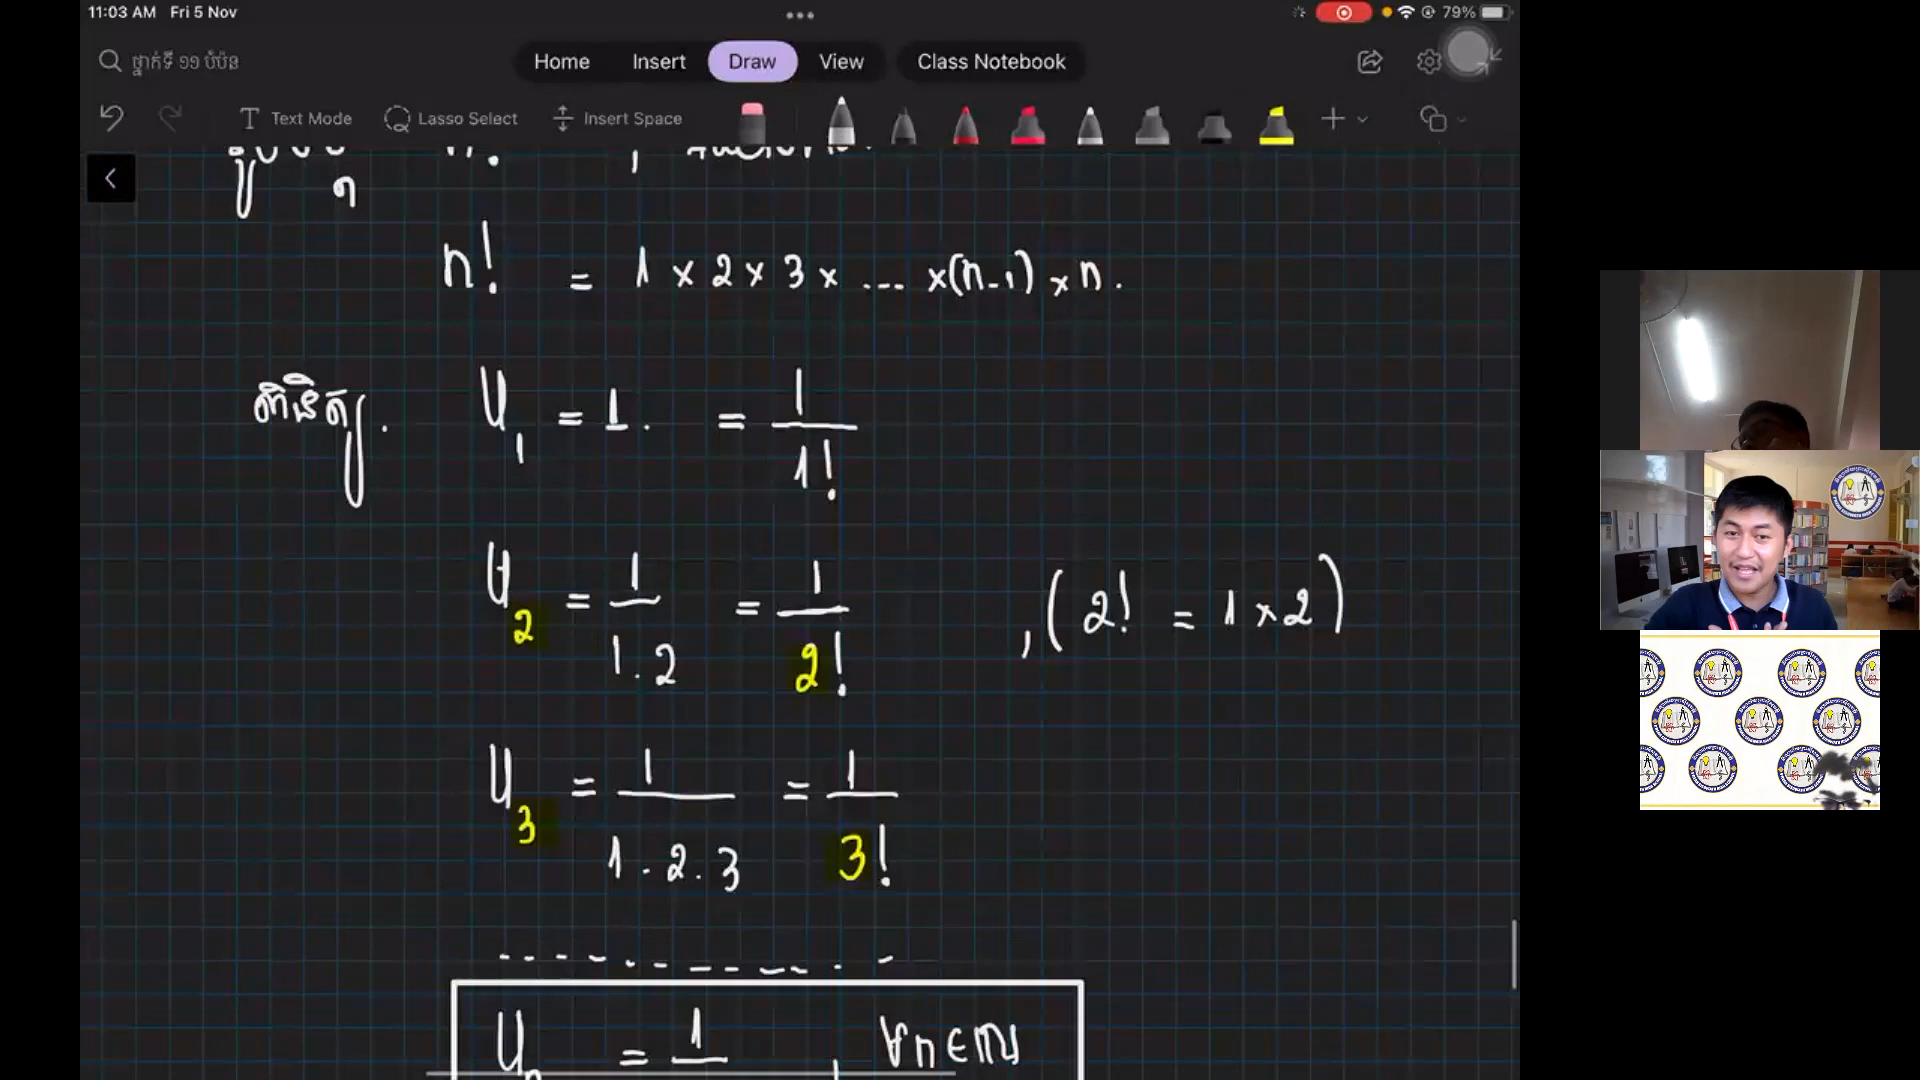 11:03 AM Fri 5 Nov
79%
ថ្នាក់ទី ១១ បំប៉ន
Home Insert Draw View Class Notebook
Text Mode Lasso Select Insert Space
n! = 1 × 2 × 3 × ... ×(n-1) × n.
ពិនិត្យ. U₁ = 1. = 1/1!
U₂ = 1/1.2 = 1/2! , ( 2! = 1 × 2 )
U₃ = 1/1.2.3 = 1/3!